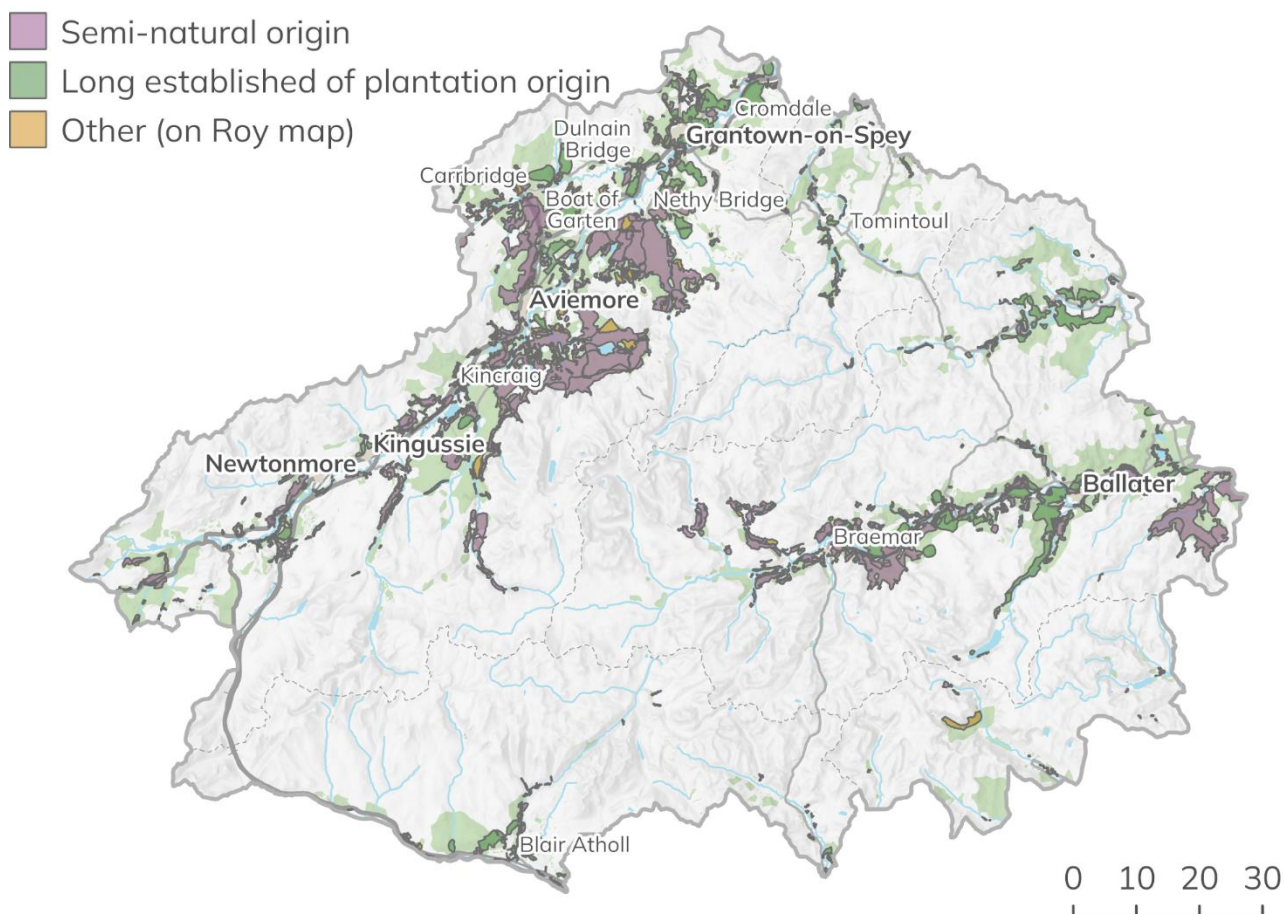 Semi-natural origin
Long established of plantation origin
Other (on Roy map)
Cromdale
Grantown-on-Spey
Dulnain
Bridge
Carrbridge
Boat of
Garten
Nethy Bridge
Tomintoul
Aviemore
Kincraig
Kingussie
Newtonmore
Ballater
Braemar
Blair Atholl
0 10 20 30